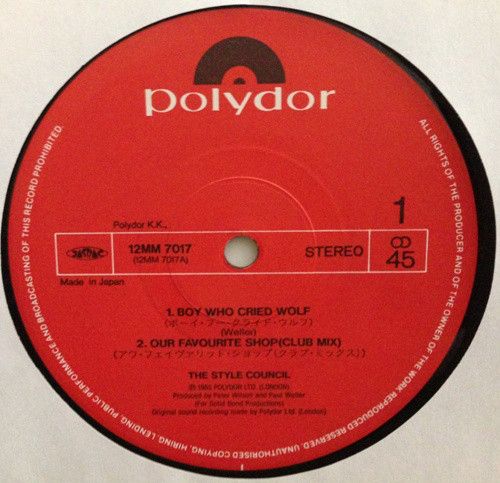 polydor
Polydor K.K.,
JASRAC
12MM 7017
(12MM 7017A)
Made in Japan
STEREO
1
45
1. BOY WHO CRIED WOLF
(ボーイ・フー・クライド・ウルフ)
(Weller)
2. OUR FAVOURITE SHOP(CLUB MIX)
(アワ・フェイヴァリット・ショップ〔クラブ・ミックス〕)
THE STYLE COUNCIL
℗ 1985 POLYDOR LTD. (LONDON)
Produced by Peter Wilson and Paul Weller
(For Solid Bond Productions)
Original sound recording made by Polydor Ltd. (London)
ALL RIGHTS OF THE PRODUCER AND OF THE OWNER OF THE WORK REPRODUCED RESERVED. UNAUTHORISED COPYING, HIRING, LENDING, PUBLIC PERFORMANCE AND BROADCASTING OF THIS RECORD PROHIBITED.